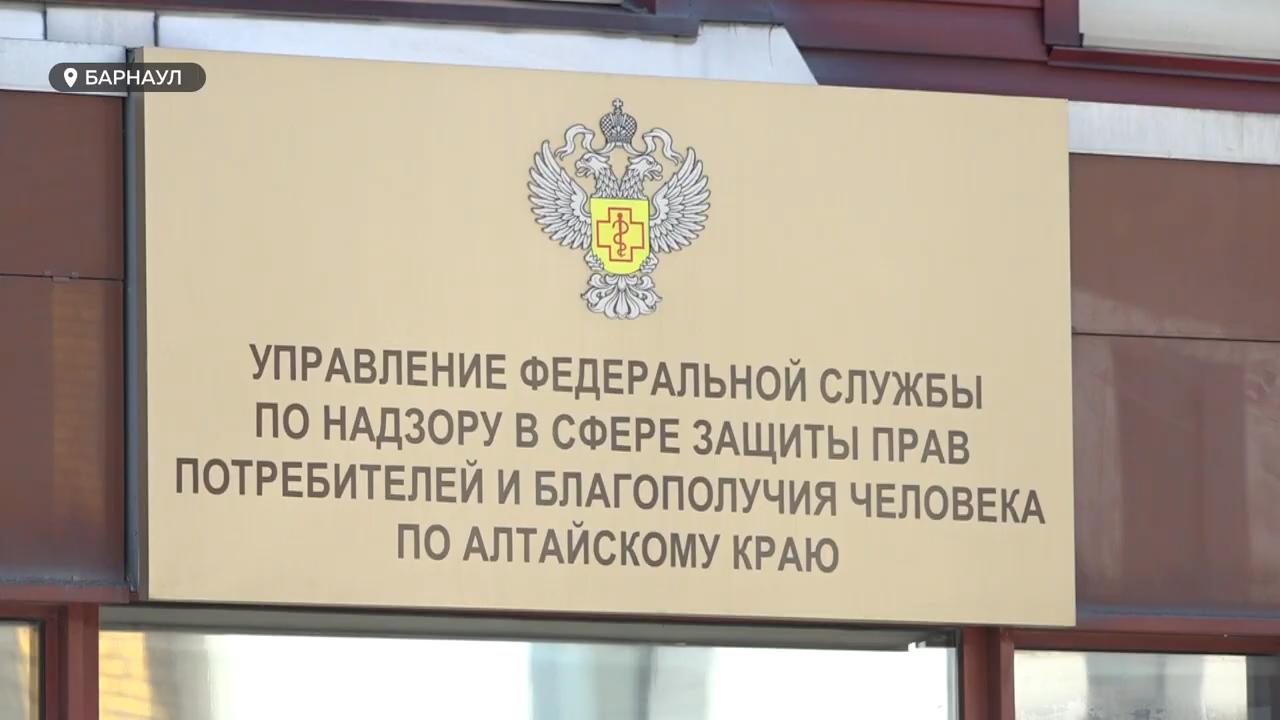 БАРНАУЛ
УПРАВЛЕНИЕ ФЕДЕРАЛЬНОЙ СЛУЖБЫ
ПО НАДЗОРУ В СФЕРЕ ЗАЩИТЫ ПРАВ
ПОТРЕБИТЕЛЕЙ И БЛАГОПОЛУЧИЯ ЧЕЛОВЕКА
ПО АЛТАЙСКОМУ КРАЮ